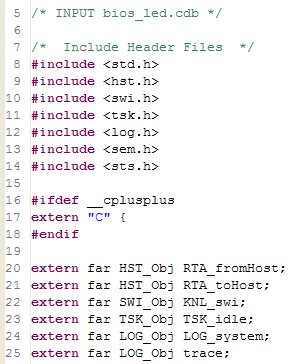 5 /* INPUT bios_led.cdb */
6
7 /*  Include Header Files  */
8 #include <std.h>
9 #include <hst.h>
10 #include <swi.h>
11 #include <tsk.h>
12 #include <log.h>
13 #include <sem.h>
14 #include <sts.h>
15
16 #ifdef __cplusplus
17 extern "C" {
18 #endif
19
20 extern far HST_Obj RTA_fromHost;
21 extern far HST_Obj RTA_toHost;
22 extern far SWI_Obj KNL_swi;
23 extern far TSK_Obj TSK_idle;
24 extern far LOG_Obj LOG_system;
25 extern far LOG_Obj trace;